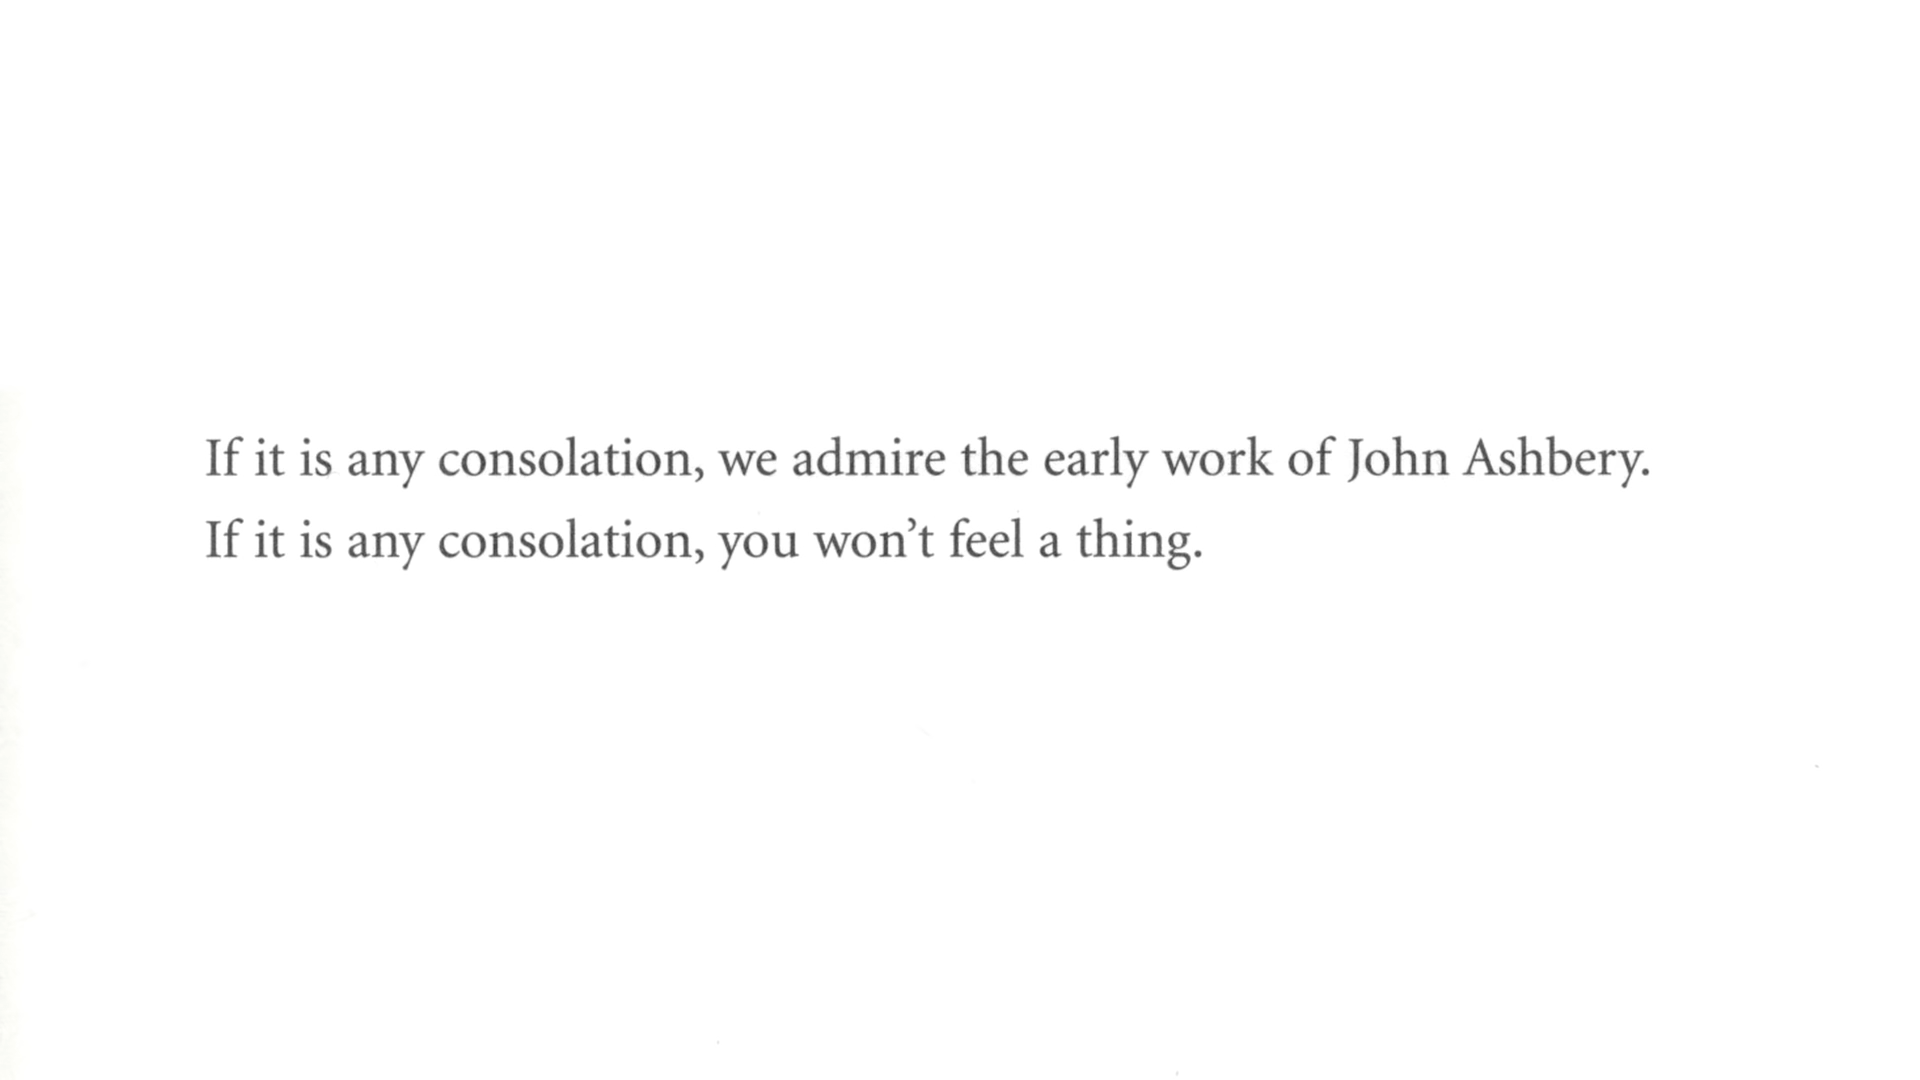 If it is any consolation, we admire the early work of John Ashbery.
If it is any consolation, you won’t feel a thing.